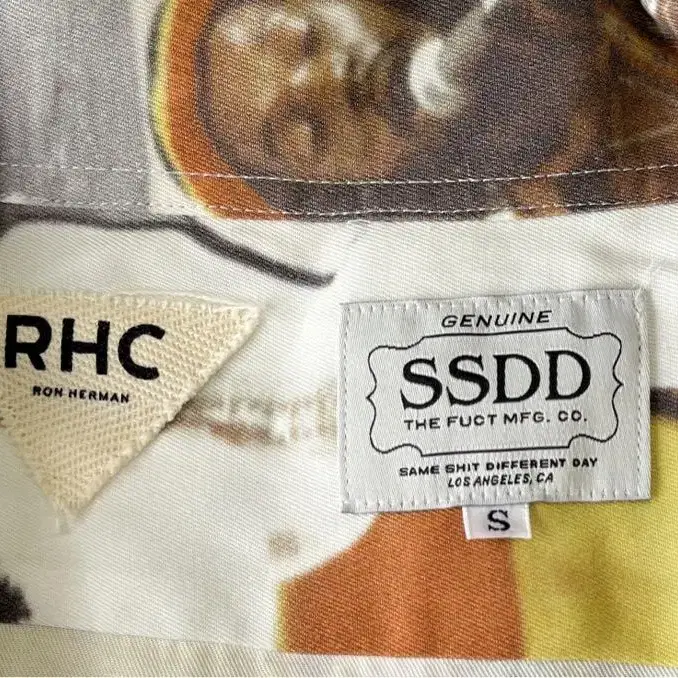 RHC
RON HERMAN
GENUINE
SSDD
THE FUCT MFG. CO.
SAME SHIT DIFFERENT DAY
LOS ANGELES, CA
S